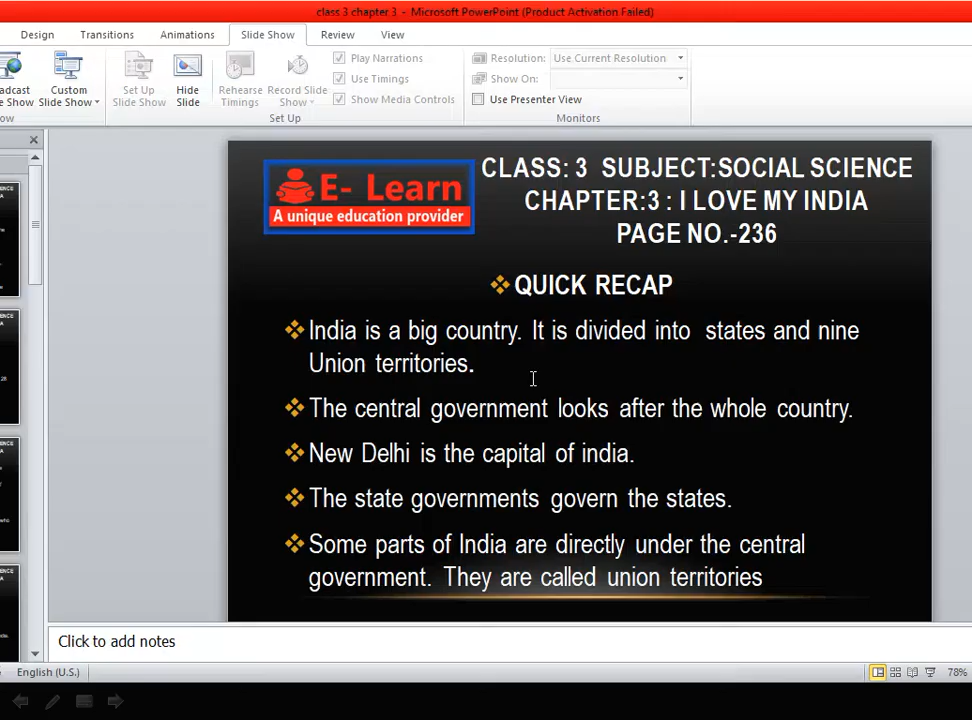 class 3 chapter 3 - Microsoft PowerPoint (Product Activation Failed)
Design Transitions Animations Slide Show Review View
Play Narrations
Use Timings
Show Media Controls
Resolution: Use Current Resolution
Show On:
Use Presenter View
Custom
Slide Show
Set Up
Slide Show
Hide
Slide
Rehearse
Timings
Record Slide
Show
Set Up
Monitors
E- Learn
A unique education provider
CLASS: 3 SUBJECT:SOCIAL SCIENCE
CHAPTER:3 : I LOVE MY INDIA
PAGE NO.-236
QUICK RECAP
India is a big country. It is divided into states and nine
Union territories.
The central government looks after the whole country.
New Delhi is the capital of india.
The state governments govern the states.
Some parts of India are directly under the central
government. They are called union territories
Click to add notes
English (U.S.)
78%